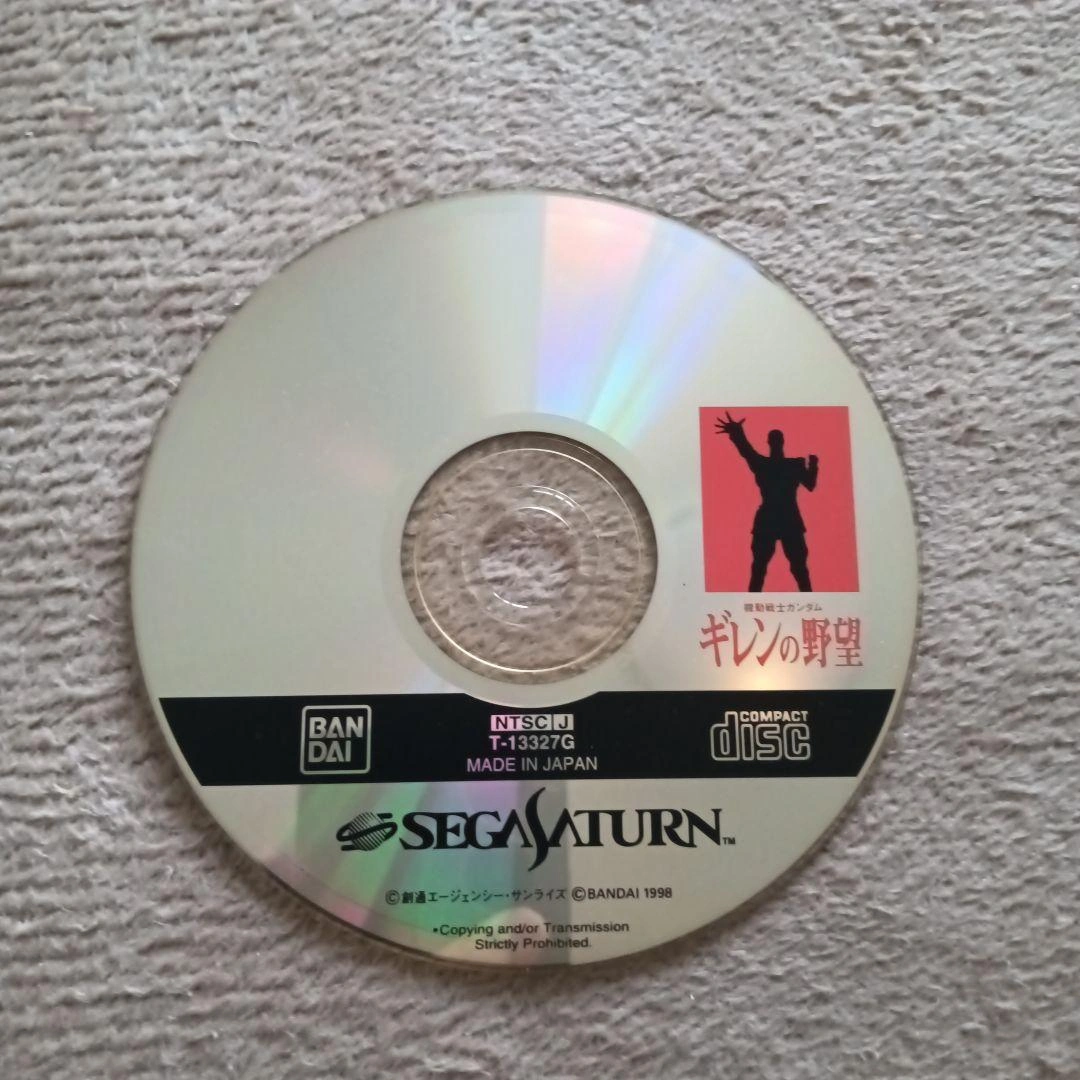 機動戦士ガンダム
ギレンの野望
BAN
DAI
NTSC J
T-13327G
MADE IN JAPAN
COMPACT
disc
SEGA SATURN™
©創通エージェンシー・サンライズ ©BANDAI 1998
•Copying and/or Transmission
Strictly Prohibited.